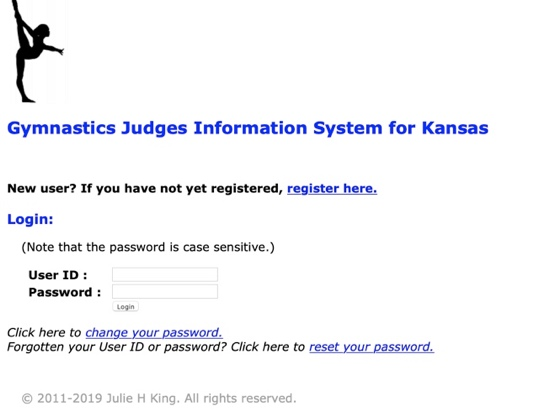 Gymnastics Judges Information System for Kansas
New user? If you have not yet registered, register here.
Login:
(Note that the password is case sensitive.)
User ID :
Password :
Login
Click here to change your password.
Forgotten your User ID or password? Click here to reset your password.
© 2011-2019 Julie H King. All rights reserved.